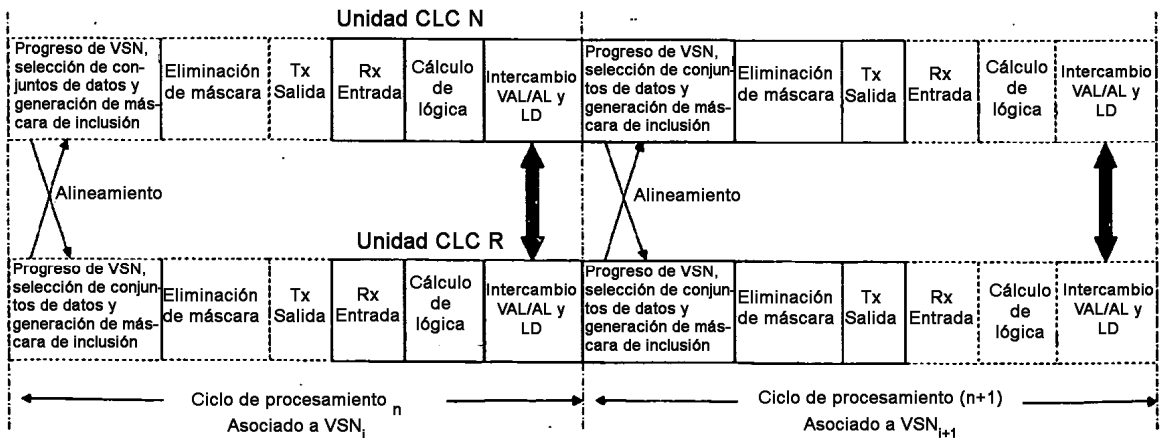 Unidad CLC N
Progreso de VSN,
selección de con-
juntos de datos y
generación de más-
cara de inclusión
Eliminación
de máscara
Tx
Salida
Rx
Entrada
Cálculo
de
lógica
Intercambio
VAL/AL y
LD
Progreso de VSN,
selección de conjun-
tos de datos y
generación de más-
cara de inclusión
Eliminación
de máscara
Tx
Salida
Rx
Entrada
Cálculo
de
lógica
Intercambio
VAL/AL y
LD
Alineamiento
Alineamiento
Unidad CLC R
Progreso de VSN,
selección de conjun-
tos de datos y
generación de más-
cara de inclusión
Eliminación
de máscara
Tx
Salida
Rx
Entrada
Cálculo
de
lógica
Intercambio
VAL/AL y
LD
Progreso de VSN,
selección de conjun-
tos de datos y
generación de más-
cara de inclusión
Eliminación
de máscara
Tx
Salida
Rx
Entrada
Cálculo
de
lógica
Intercambio
VAL/AL y
LD
Ciclo de procesamiento n
Asociado a VSNi
Ciclo de procesamiento (n+1)
Asociado a VSNi+1